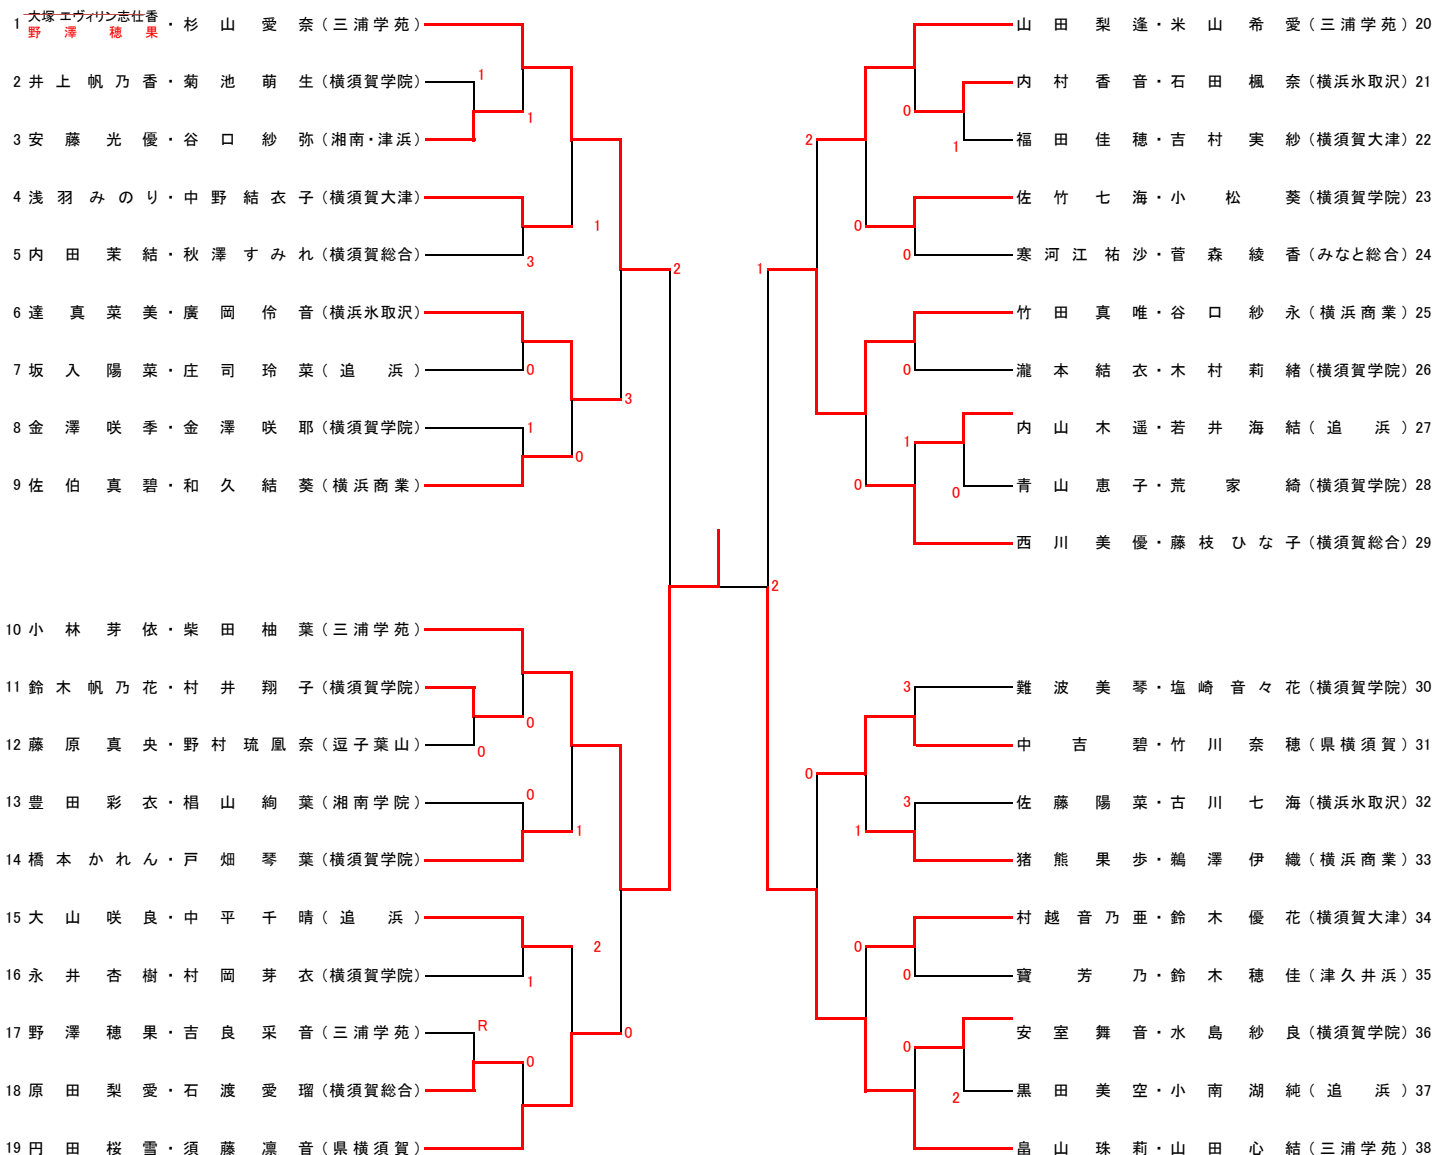 1 大塚エヴィリン志仕香・杉山愛奈(三浦学苑)
野澤穂果
2 井上帆乃香・菊池萌生(横須賀学院)
1
3 安藤光優・谷口紗弥(湘南・津浜)
1
4 浅羽みのり・中野結衣子(横須賀大津)
1
5 内田茉結・秋澤すみれ(横須賀総合)
3
2
6 達真菜美・廣岡伶音(横浜氷取沢)
7 坂入陽菜・庄司玲菜(追浜)
0
3
8 金澤咲季・金澤咲耶(横須賀学院)
1
0
9 佐伯真碧・和久結葵(横浜商業)
10 小林芽依・柴田柚葉(三浦学苑)
11 鈴木帆乃花・村井翔子(横須賀学院)
0
12 藤原真央・野村琉凰奈(逗子葉山)
0
13 豊田彩衣・椙山絢葉(湘南学院)
0
1
14 橋本かれん・戸畑琴葉(横須賀学院)
15 大山咲良・中平千晴(追浜)
2
16 永井杏樹・村岡芽衣(横須賀学院)
1
17 野澤穂果・吉良采音(三浦学苑)
R
0
0
18 原田梨愛・石渡愛瑠(横須賀総合)
19 円田桜雪・須藤凛音(県横須賀)
山田梨逢・米山希愛(三浦学苑) 20
内村香音・石田楓奈(横浜氷取沢) 21
0
福田佳穂・吉村実紗(横須賀大津) 22
2
1
佐竹七海・小松葵(横須賀学院) 23
0
寒河江祐沙・菅森綾香(みなと総合) 24
0
1
竹田真唯・谷口紗永(横浜商業) 25
瀧本結衣・木村莉緒(横須賀学院) 26
0
内山木遥・若井海結(追浜) 27
1
青山恵子・荒家綺(横須賀学院) 28
0
0
西川美優・藤枝ひな子(横須賀総合) 29
2
難波美琴・塩崎音々花(横須賀学院) 30
3
中吉碧・竹川奈穂(県横須賀) 31
0
佐藤陽菜・古川七海(横浜氷取沢) 32
3
1
猪熊果歩・鵜澤伊織(横浜商業) 33
村越音乃亜・鈴木優花(横須賀大津) 34
0
寶芳乃・鈴木穂佳(津久井浜) 35
0
安室舞音・水島紗良(横須賀学院) 36
0
黒田美空・小南湖純(追浜) 37
2
畠山珠莉・山田心結(三浦学苑) 38